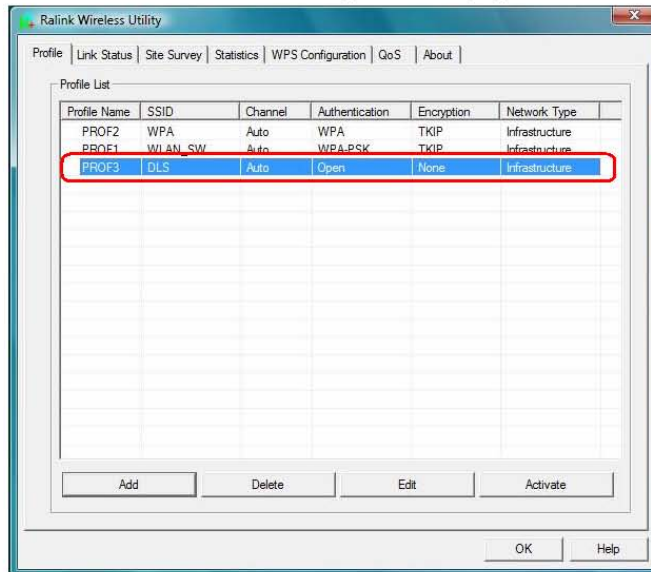 Ralink Wireless Utility
Profile Link Status Site Survey Statistics WPS Configuration QoS About
Profile List
Profile Name SSID Channel Authentication Encryption Network Type
PROF2 WPA Auto WPA TKIP Infrastructure
PROF1 WLAN_SW Auto WPA-PSK TKIP Infrastructure
PROF3 DLS Auto Open None Infrastructure
Add Delete Edit Activate
OK Help